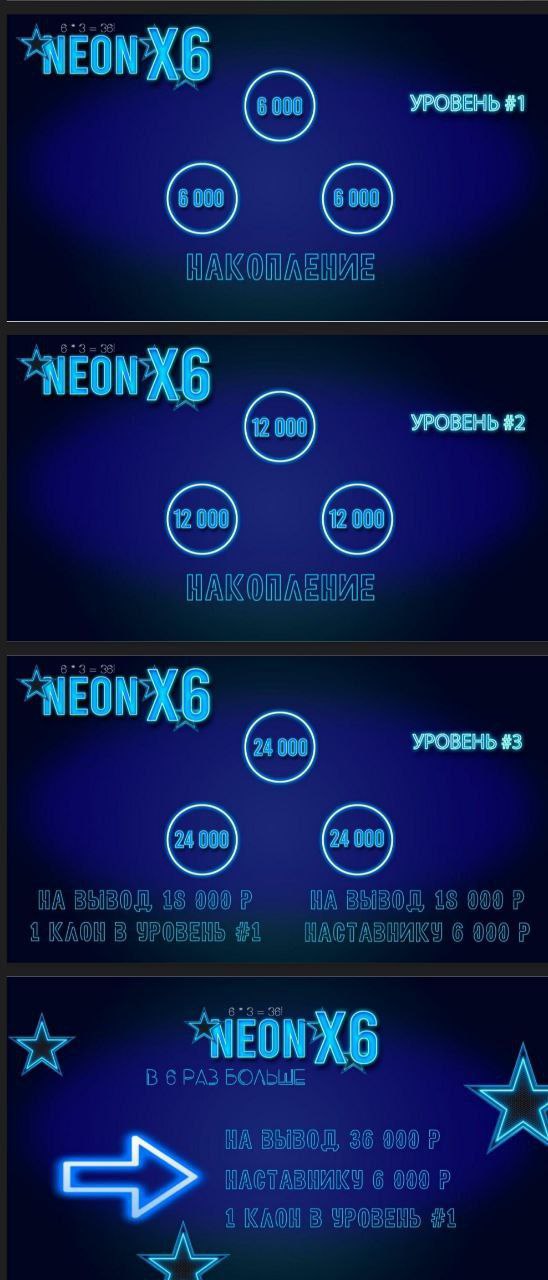 6 * 3 = 36!
NEON X6
6 000
УРОВЕНЬ #1
6 000
6 000
НАКОПЛЕНИЕ
6 * 3 = 36!
NEON X6
12 000
УРОВЕНЬ #2
12 000
12 000
НАКОПЛЕНИЕ
6 * 3 = 36!
NEON X6
24 000
УРОВЕНЬ #3
24 000
24 000
НА ВЫВОД 18 000 Р
1 КЛОН В УРОВЕНЬ #1
НА ВЫВОД 18 000 Р
НАСТАВНИКУ 6 000 Р
6 * 3 = 36!
NEON X6
В 6 РАЗ БОЛЬШЕ
НА ВЫВОД 36 000 Р
НАСТАВНИКУ 6 000 Р
1 КЛОН В УРОВЕНЬ #1